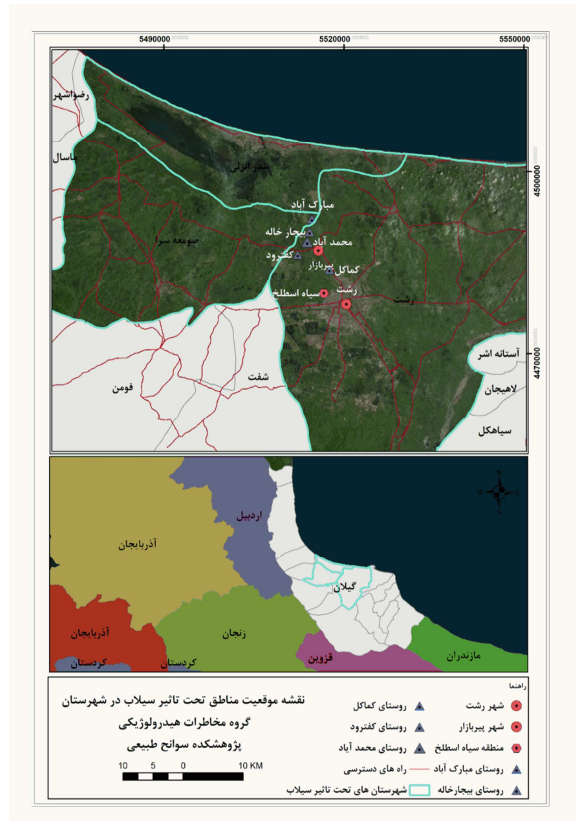 5490000
5520000
5550000
رضوانشهر
ماسال
بندر انزلی
4500000
مبارک آباد
بیجار خاله
صومعه سرا
محمد آباد
کفترود
پیربازار
کماکل
سیاه اسطلخ
رشت
رشت
4470000
آستانه اشر
شفت
فومن
لاهیجان
سیاهکل
اردبیل
آذربایجان
گیلان
آذربایجان
زنجان
مازندران
قزوین
کردستان
کردستان
راهنما
نقشه موقعیت مناطق تحت تاثیر سیلاب در شهرستان
گروه مخاطرات هیدرولوژیکی
پژوهشکده سوانح طبیعی
10 5 0 10 KM
شهر رشت
روستای کماکل
شهر پیربازار
روستای کفترود
منطقه سیاه اسطلخ
روستای محمد آباد
روستای مبارک آباد
راه های دسترسی
روستای بیجارخاله
شهرستان های تحت تاثیر سیلاب